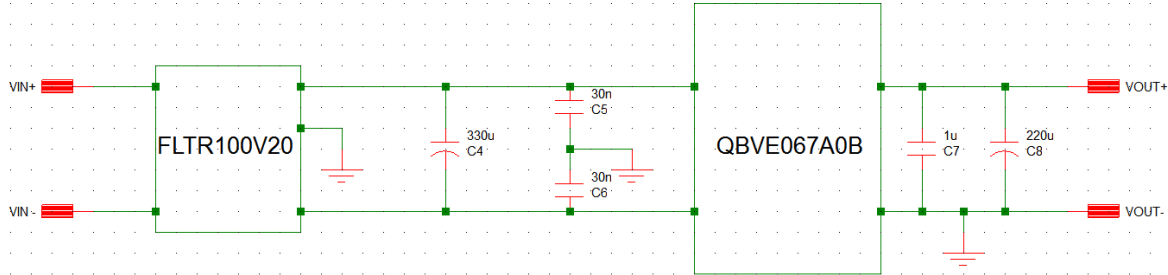 VIN+
VIN-
FLTR100V20
330u
C4
30n
C5
30n
C6
QBVE067A0B
1u
C7
220u
C8
VOUT+
VOUT-